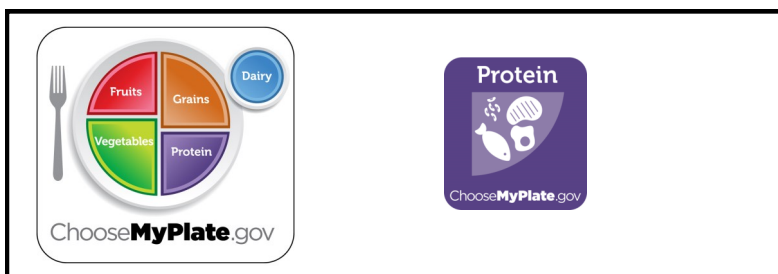 Fruits
Grains
Dairy
Vegetables
Protein
ChooseMyPlate.gov
Protein
ChooseMyPlate.gov